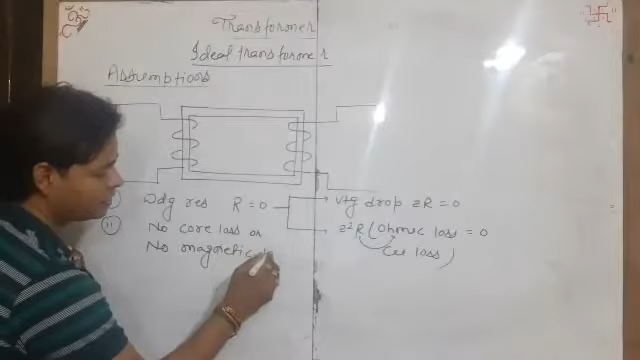 Transformer
Ideal transformer
Assumptions
Wdg res R = 0 vtg drop IR = 0
(ii) No core loss or I²R (Ohmic loss = 0
No magnetic Cu loss)